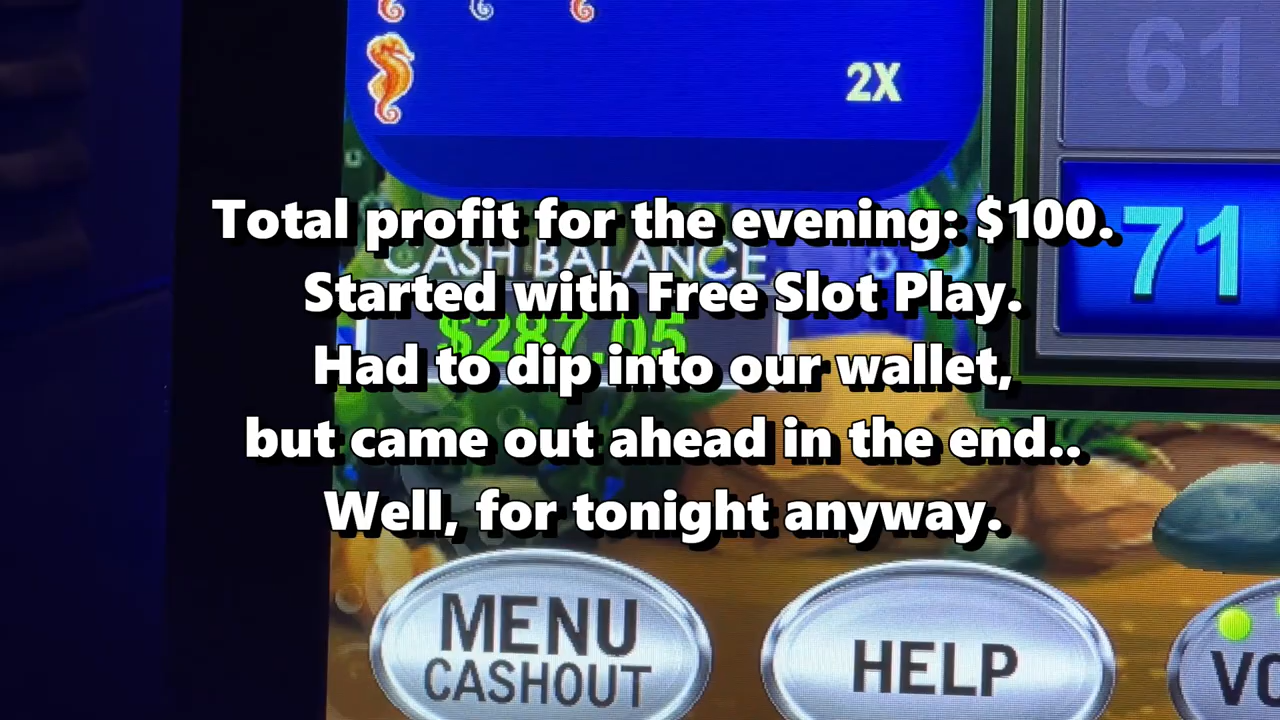 2X
61
71
Total profit for the evening: $100.
CASH BALANCE
Started with Free Slot Play.
$287.05
Had to dip into our wallet,
but came out ahead in the end..
Well, for tonight anyway.
MENU
CASHOUT
HELP